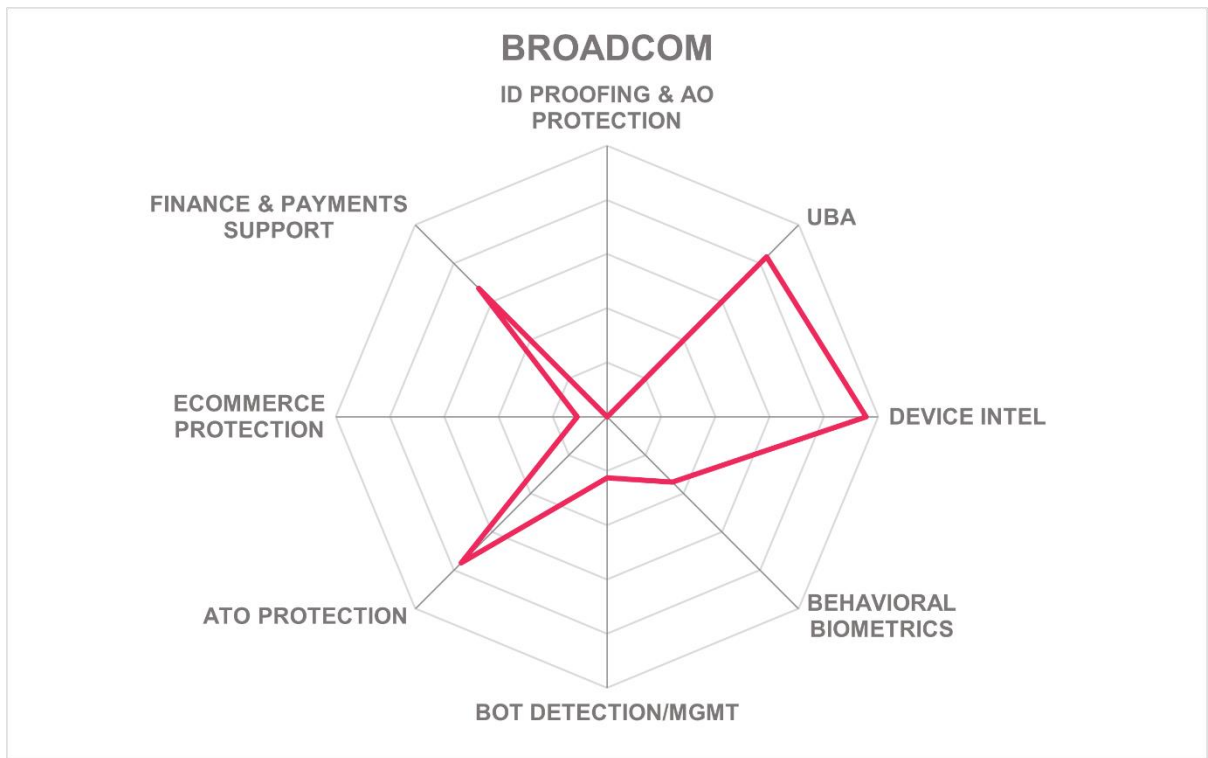 BROADCOM
ID PROOFING & AO
PROTECTION
UBA
DEVICE INTEL
BEHAVIORAL
BIOMETRICS
BOT DETECTION/MGMT
ATO PROTECTION
ECOMMERCE
PROTECTION
FINANCE & PAYMENTS
SUPPORT